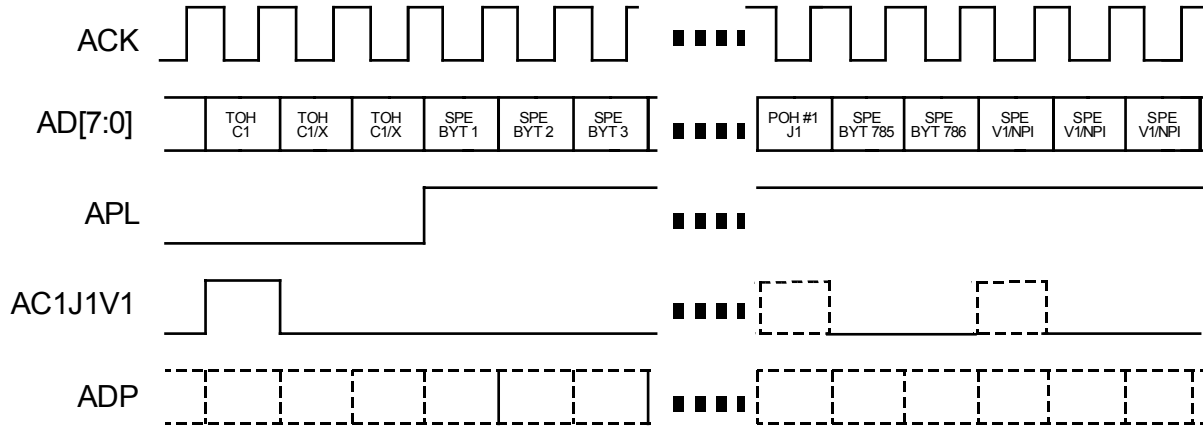 ACK
AD[7:0]
TOH
C1
TOH
C1/X
TOH
C1/X
SPE
BYT 1
SPE
BYT 2
SPE
BYT 3
POH #1
J1
SPE
BYT 785
SPE
BYT 786
SPE
V1/NPI
SPE
V1/NPI
SPE
V1/NPI
APL
AC1J1V1
ADP